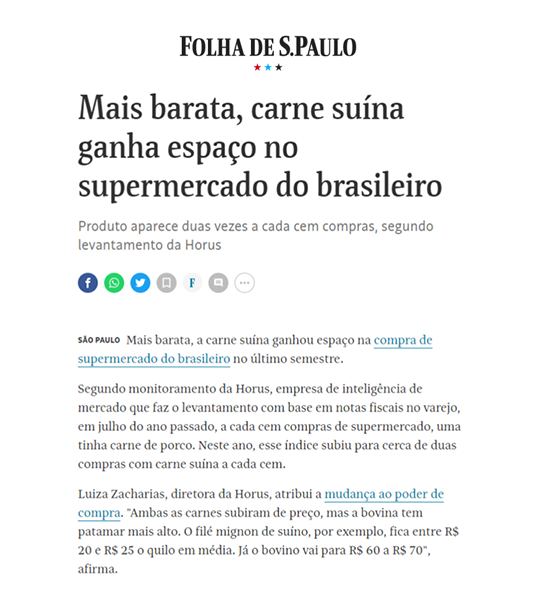 FOLHA DE S.PAULO
Mais barata, carne suína
ganha espaço no
supermercado do brasileiro
Produto aparece duas vezes a cada cem compras, segundo
levantamento da Horus
SÃO PAULO Mais barata, a carne suína ganhou espaço na compra de
supermercado do brasileiro no último semestre.
Segundo monitoramento da Horus, empresa de inteligência de
mercado que faz o levantamento com base em notas fiscais no varejo,
em julho do ano passado, a cada cem compras de supermercado, uma
tinha carne de porco. Neste ano, esse índice subiu para cerca de duas
compras com carne suína a cada cem.
Luiza Zacharias, diretora da Horus, atribui a mudança ao poder de
compra. "Ambas as carnes subiram de preço, mas a bovina tem
patamar mais alto. O filé mignon de suíno, por exemplo, fica entre R$
20 e R$ 25 o quilo em média. Já o bovino vai para R$ 60 a R$ 70",
afirma.